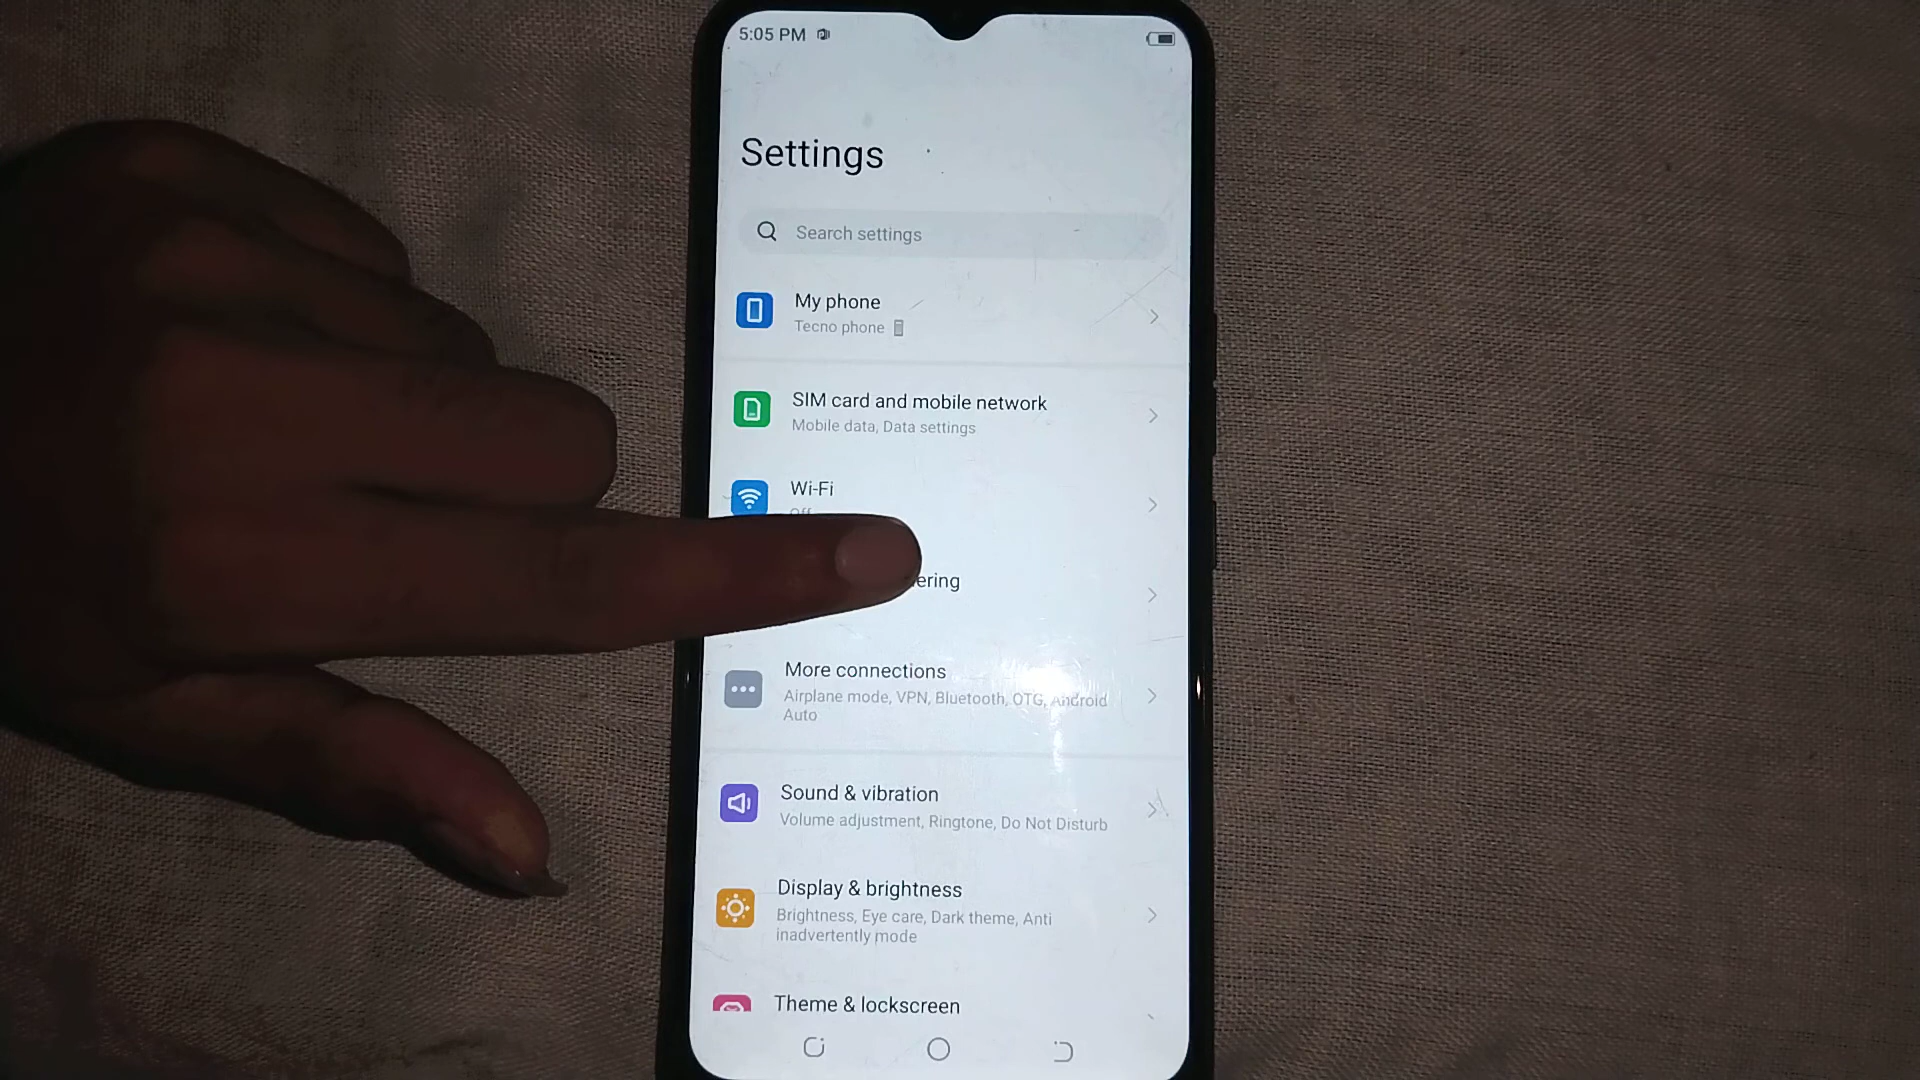 5:05 PM
Settings
Search settings
My phone
Tecno phone
SIM card and mobile network
Mobile data, Data settings
Wi-Fi
Off
ering
More connections
Airplane mode, VPN, Bluetooth, OTG, Android
Auto
Sound & vibration
Volume adjustment, Ringtone, Do Not Disturb
Display & brightness
Brightness, Eye care, Dark theme, Anti
inadvertently mode
Theme & lockscreen